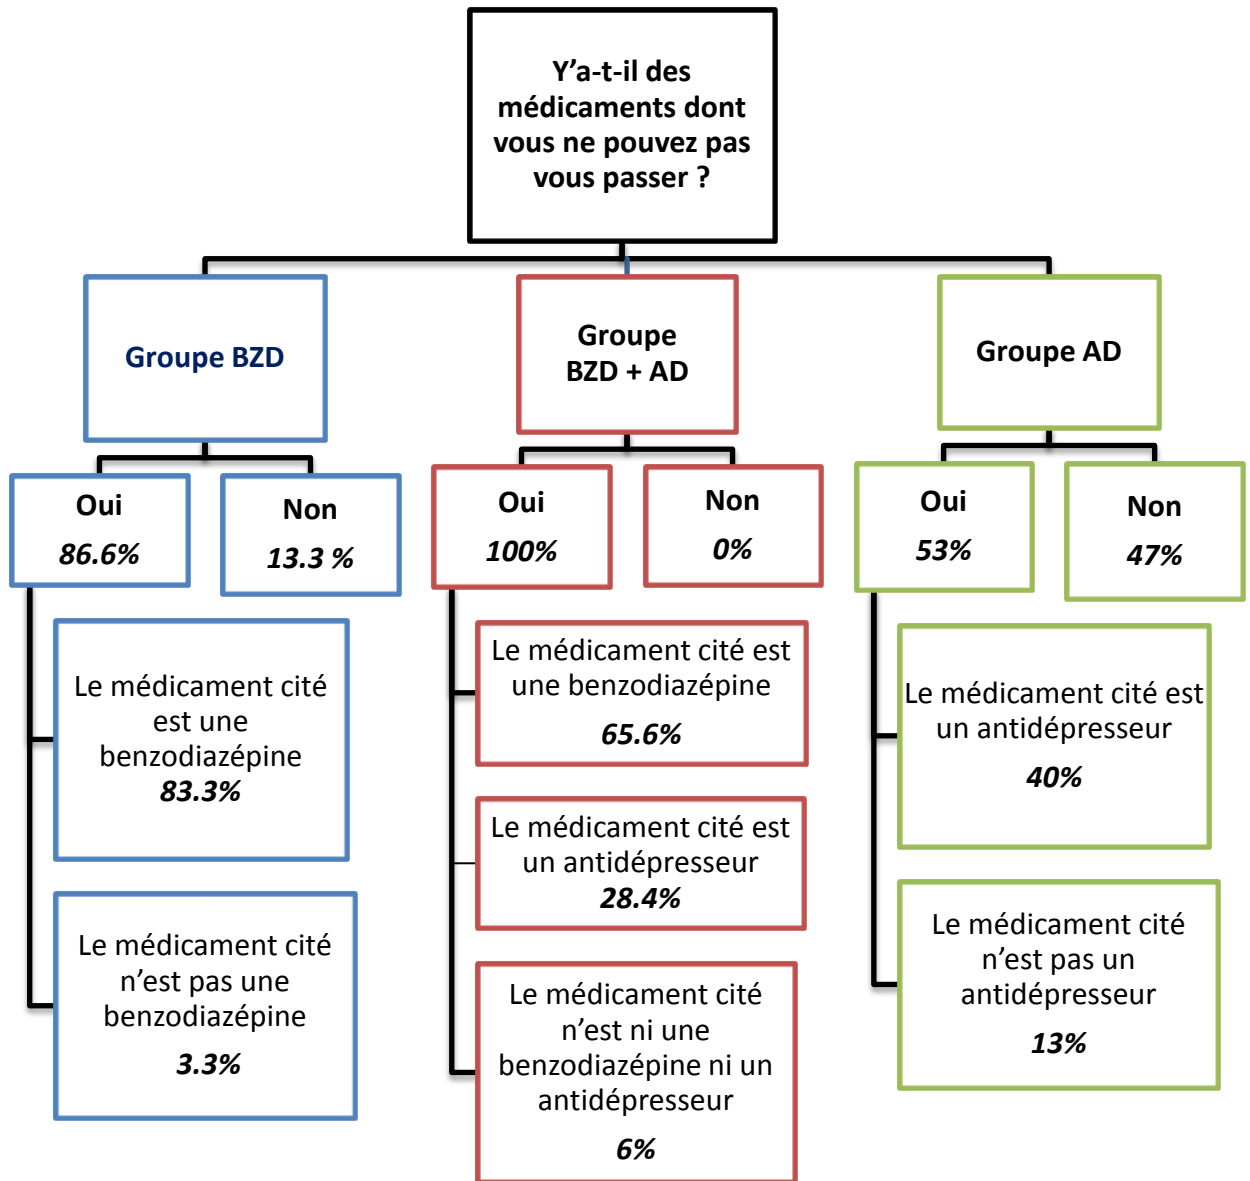 Y’a-t-il des
médicaments dont
vous ne pouvez pas
vous passer ?
Groupe BZD
Groupe
BZD + AD
Groupe AD
Oui
86.6%
Non
13.3 %
Oui
100%
Non
0%
Oui
53%
Non
47%
Le médicament cité
est une
benzodiazépine
83.3%
Le médicament cité
n’est pas une
benzodiazépine
3.3%
Le médicament cité est
une benzodiazépine
65.6%
Le médicament cité est
un antidépresseur
28.4%
Le médicament cité
n’est ni une
benzodiazépine ni un
antidépresseur
6%
Le médicament cité est
un antidépresseur
40%
Le médicament cité
n’est pas un
antidépresseur
13%